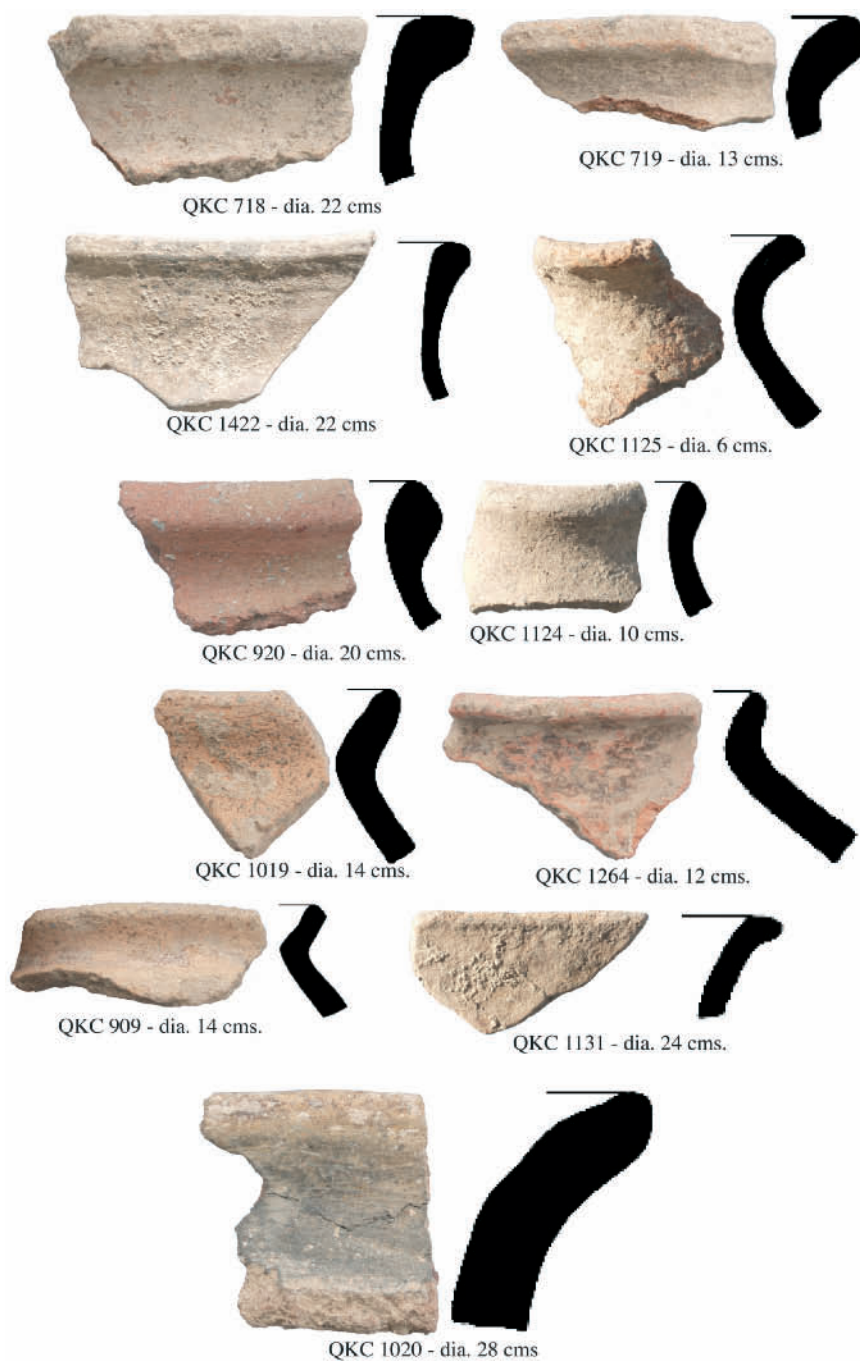 QKC 718 - dia. 22 cms
QKC 719 - dia. 13 cms.
QKC 1422 - dia. 22 cms
QKC 1125 - dia. 6 cms.
QKC 920 - dia. 20 cms.
QKC 1124 - dia. 10 cms.
QKC 1019 - dia. 14 cms.
QKC 1264 - dia. 12 cms.
QKC 909 - dia. 14 cms.
QKC 1131 - dia. 24 cms.
QKC 1020 - dia. 28 cms